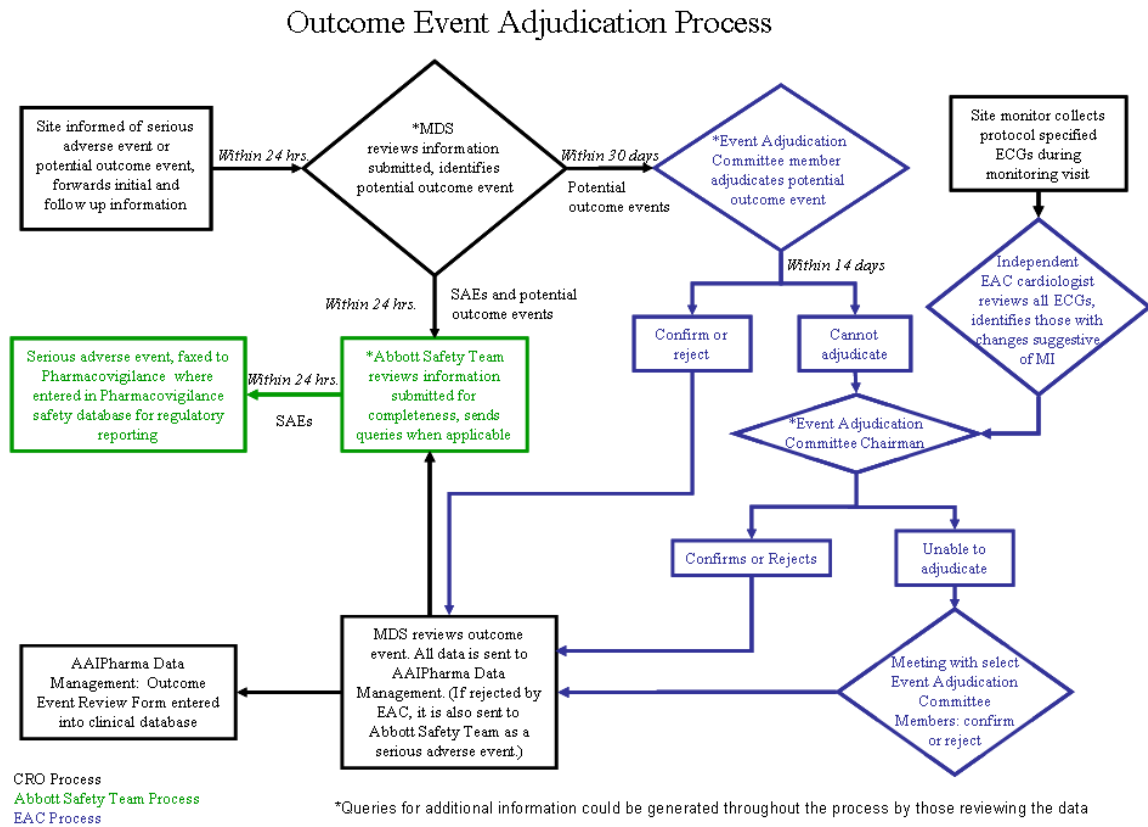 Outcome Event Adjudication Process
Site informed of serious
adverse event or
potential outcome event,
forwards initial and
follow up information
Within 24 hrs.
*MDS
reviews information
submitted, identifies
potential outcome event
Within 30 days
Potential
outcome events
*Event Adjudication
Committee member
adjudicates potential
outcome event
Site monitor collects
protocol specified
ECGs during
monitoring visit
Within 14 days
Independent
EAC cardiologist
reviews all ECGs,
identifies those with
changes suggestive
of MI
Within 24 hrs.
SAEs and potential
outcome events
Confirm or
reject
Cannot
adjudicate
Serious adverse event, faxed to
Pharmacovigilance where
entered in Pharmacovigilance
safety database for regulatory
reporting
Within 24 hrs.
SAEs
*Abbott Safety Team
reviews information
submitted for
completeness, sends
queries when applicable
*Event Adjudication
Committee Chairman
Confirms or Rejects
Unable to
adjudicate
AAIPharma Data
Management: Outcome
Event Review Form entered
into clinical database
MDS reviews outcome
event. All data is sent to
AAIPharma Data
Management. (If rejected by
EAC, it is also sent to
Abbott Safety Team as a
serious adverse event.)
Meeting with select
Event Adjudication
Committee
Members: confirm
or reject
CRO Process
Abbott Safety Team Process
EAC Process
*Queries for additional information could be generated throughout the process by those reviewing the data